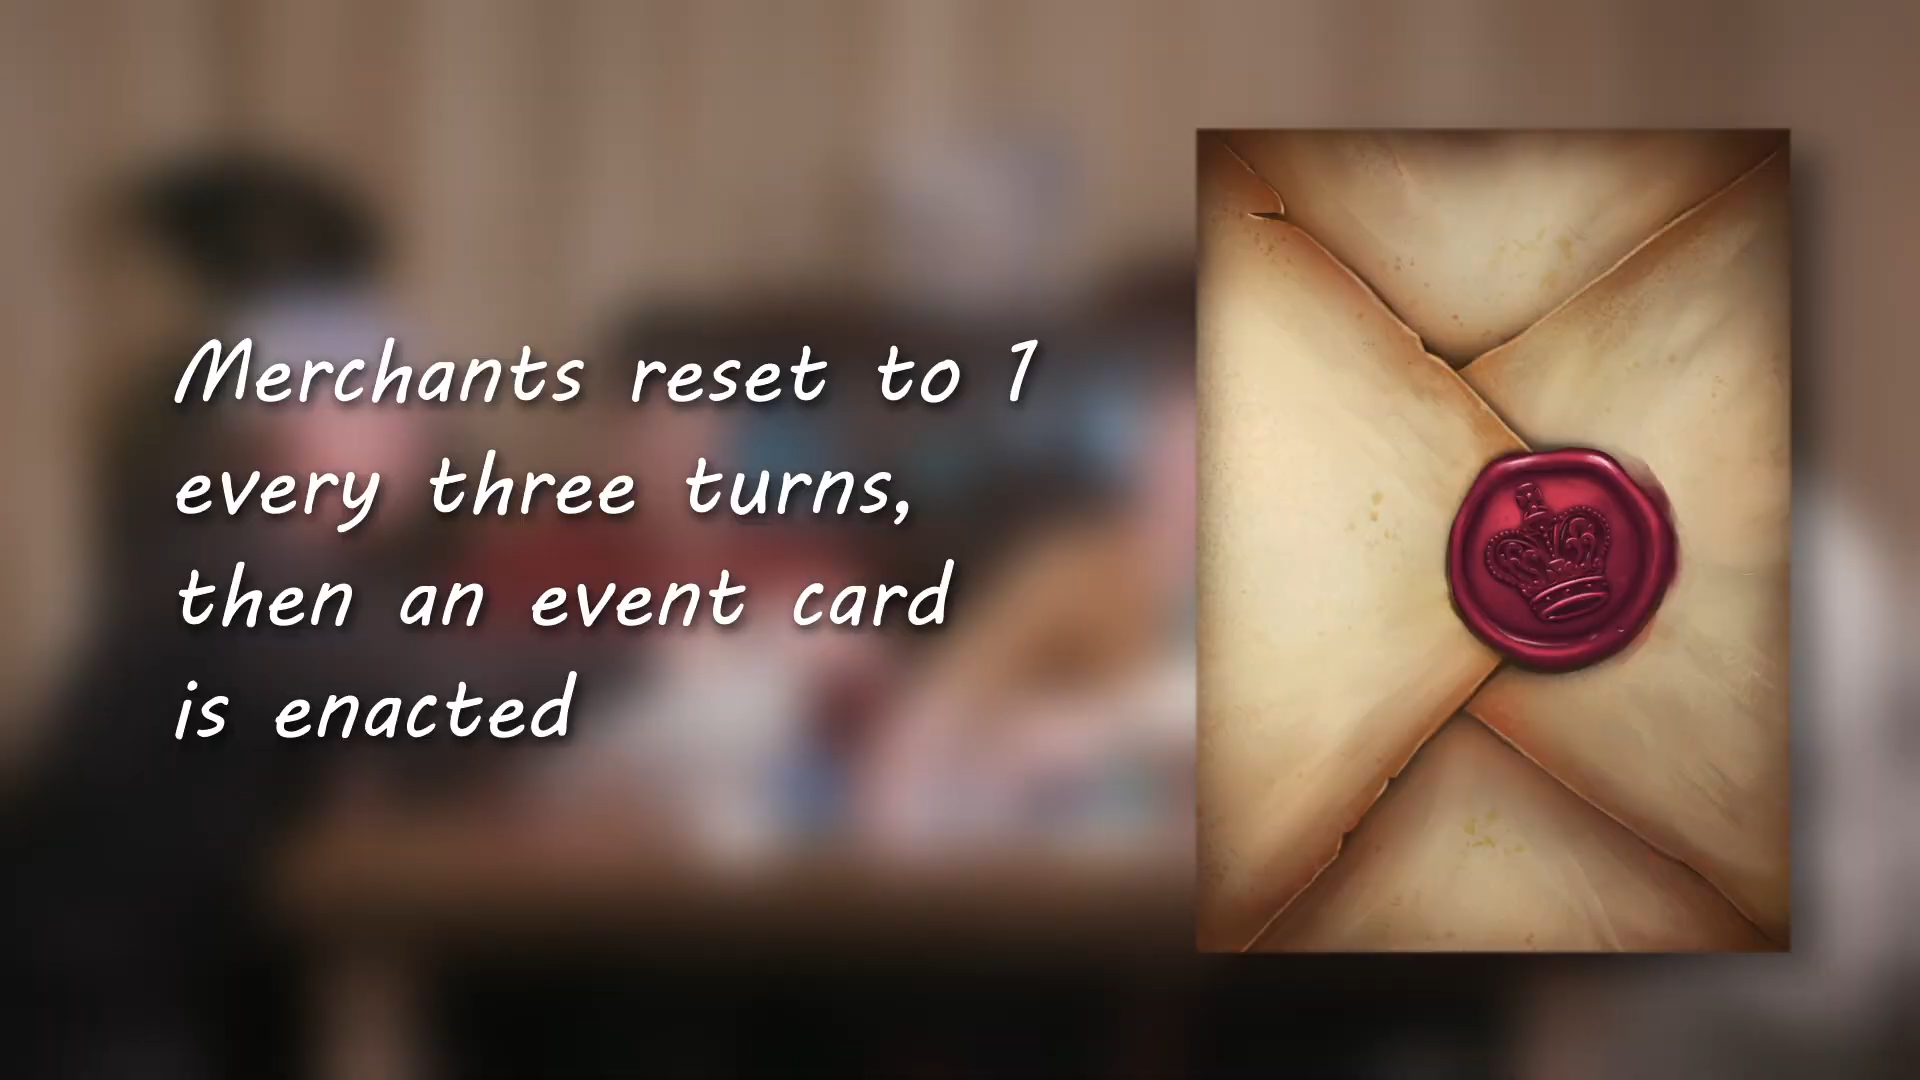 Merchants reset to 1
every three turns,
then an event card
is enacted